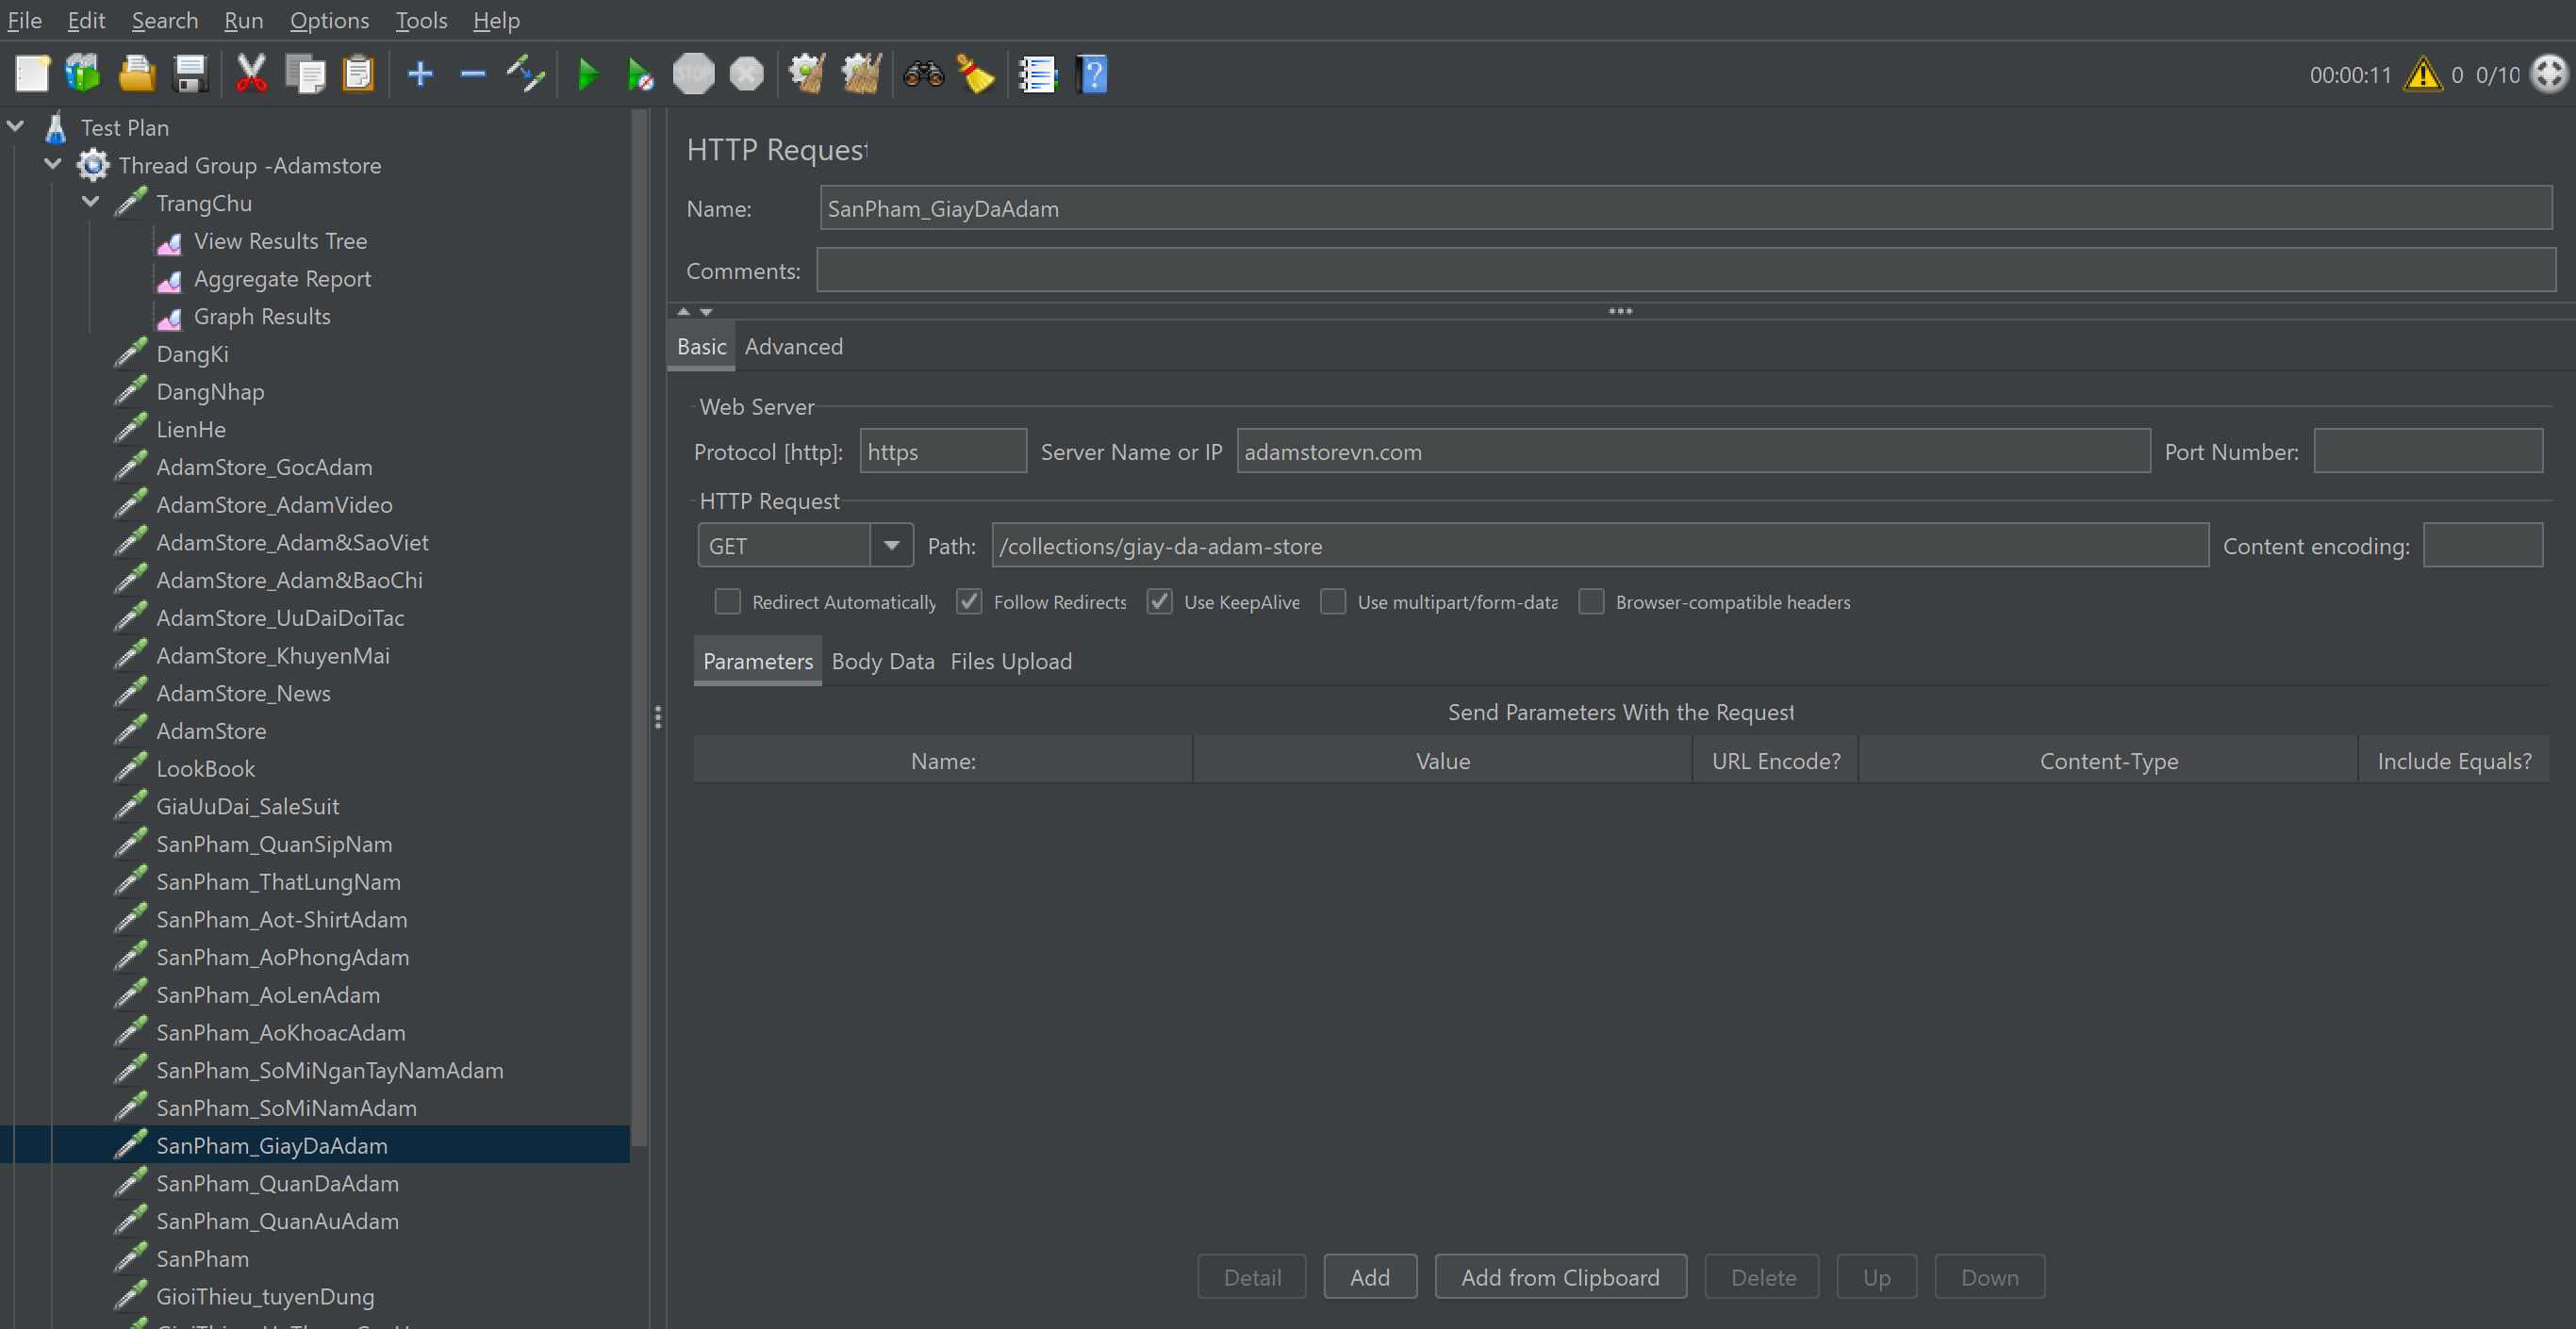 File Edit Search Run Options Tools Help
STOP
00:00:11 0 0/10
Test Plan
Thread Group -Adamstore
TrangChu
View Results Tree
Aggregate Report
Graph Results
DangKi
DangNhap
LienHe
AdamStore_GocAdam
AdamStore_AdamVideo
AdamStore_Adam&SaoViet
AdamStore_Adam&BaoChi
AdamStore_UuDaiDoiTac
AdamStore_KhuyenMai
AdamStore_News
AdamStore
LookBook
GiaUuDai_SaleSuit
SanPham_QuanSipNam
SanPham_ThatLungNam
SanPham_Aot-ShirtAdam
SanPham_AoPhongAdam
SanPham_AoLenAdam
SanPham_AoKhoacAdam
SanPham_SoMiNganTayNamAdam
SanPham_SoMiNamAdam
SanPham_GiayDaAdam
SanPham_QuanDaAdam
SanPham_QuanAuAdam
SanPham
GioiThieu_tuyenDung
HTTP Request
Name: SanPham_GiayDaAdam
Comments:
Basic Advanced
Web Server
Protocol [http]: https Server Name or IP adamstorevn.com Port Number:
HTTP Request
GET Path: /collections/giay-da-adam-store Content encoding:
Redirect Automatically Follow Redirects Use KeepAlive Use multipart/form-data Browser-compatible headers
Parameters Body Data Files Upload
Send Parameters With the Request
Name: Value URL Encode? Content-Type Include Equals?
Detail Add Add from Clipboard Delete Up Down